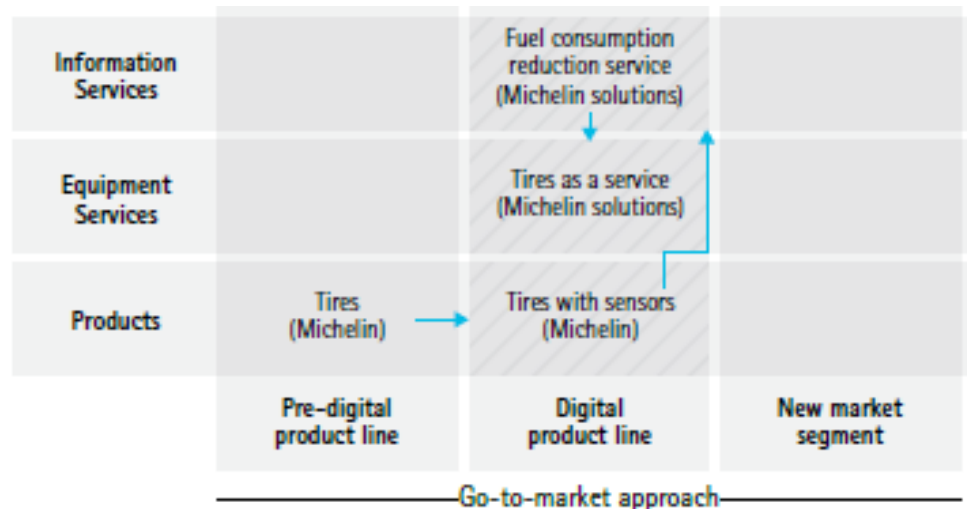 Information
Services
Fuel consumption
reduction service
(Michelin solutions)
Equipment
Services
Tires as a service
(Michelin solutions)
Products
Tires
(Michelin)
Tires with sensors
(Michelin)
Pre-digital
product line
Digital
product line
New market
segment
Go-to-market approach